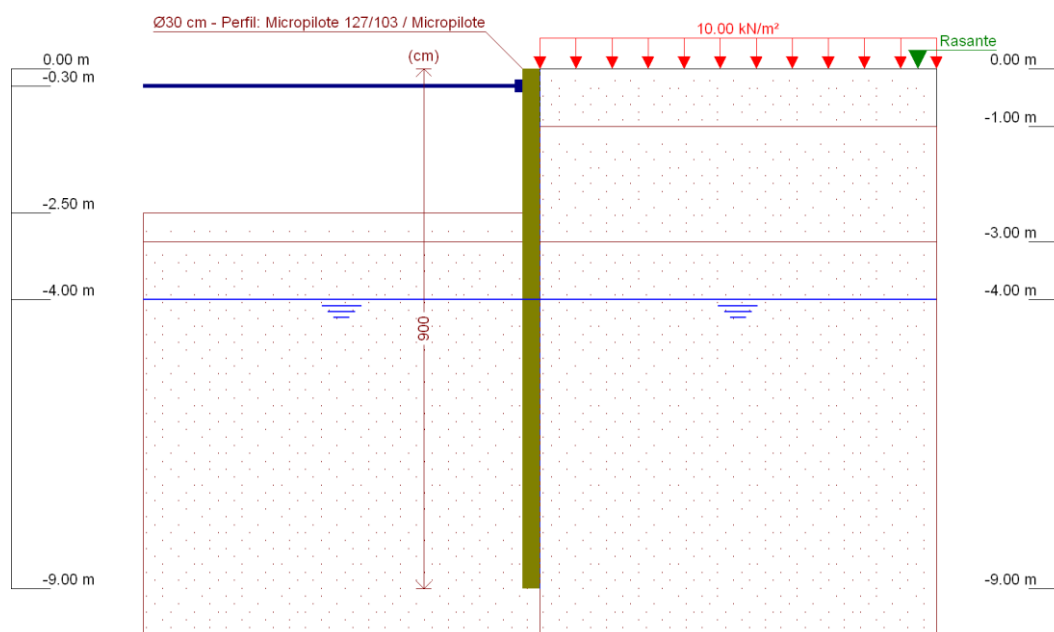 Ø30 cm - Perfil: Micropilote 127/103 / Micropilote
10.00 kN/m²
Rasante
(cm)
0.00 m
-0.30 m
-2.50 m
-4.00 m
-9.00 m
900
0.00 m
-1.00 m
-3.00 m
-4.00 m
-9.00 m